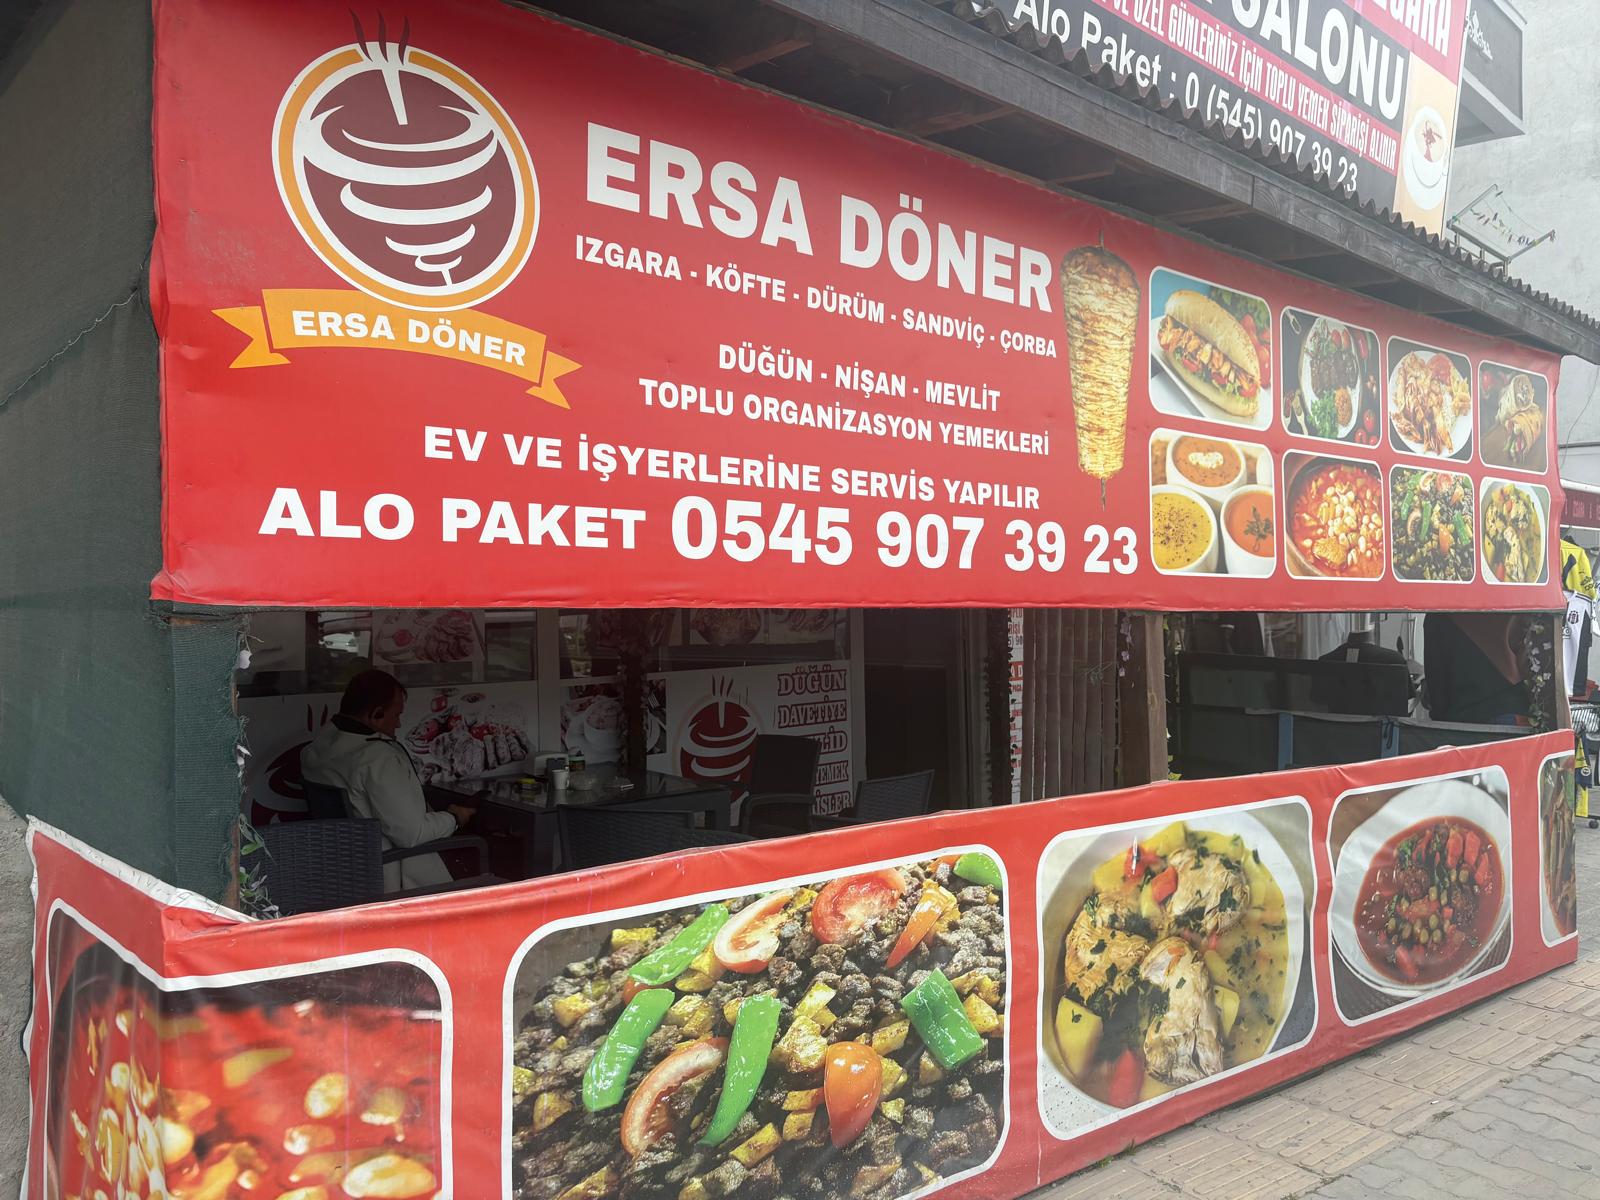 SALONU
VE ÖZEL GÜNLERİNİZ İÇİN TOPLU YEMEK SİPARİŞİ ALINIR
Alo Paket : 0 (545) 907 39 23
ERSA DÖNER
ERSA DÖNER
IZGARA - KÖFTE - DÜRÜM - SANDVİÇ - ÇORBA
DÜĞÜN - NİŞAN - MEVLİT
TOPLU ORGANİZASYON YEMEKLERİ
EV VE İŞYERLERİNE SERVİS YAPILIR
ALO PAKET 0545 907 39 23
DÜĞÜN
DAVETİYE